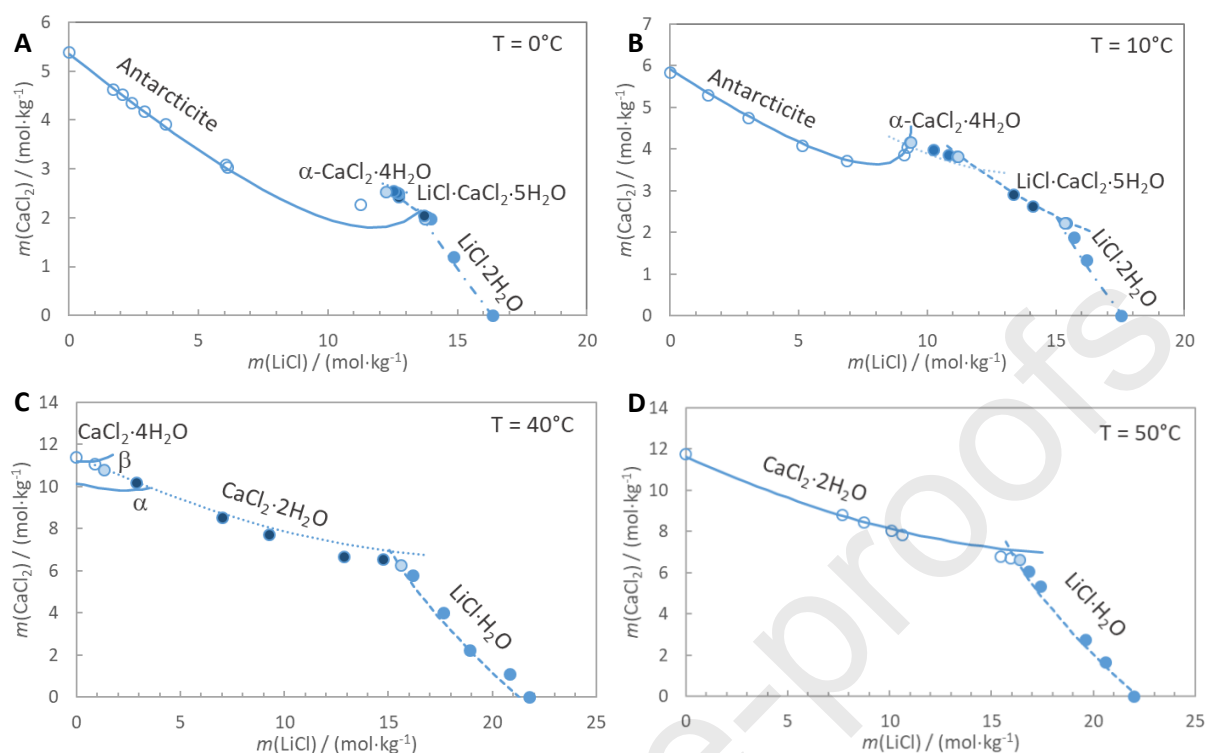 A
T = 0°C
6
5
4
3
2
1
0
m(CaCl₂) / (mol·kg⁻¹)
Antarcticite
α-CaCl₂·4H₂O
LiCl·CaCl₂·5H₂O
LiCl·2H₂O
0 5 10 15 20
m(LiCl) / (mol·kg⁻¹)
B
T = 10°C
7
6
5
4
3
2
1
0
m(CaCl₂) / (mol·kg⁻¹)
Antarcticite
α-CaCl₂·4H₂O
LiCl·CaCl₂·5H₂O
LiCl·2H₂O
0 5 10 15 20
m(LiCl) / (mol·kg⁻¹)
C
T = 40°C
14
12
10
8
6
4
2
0
m(CaCl₂) / (mol·kg⁻¹)
CaCl₂·4H₂O
β
α
CaCl₂·2H₂O
LiCl·H₂O
0 5 10 15 20 25
m(LiCl) / (mol·kg⁻¹)
D
T = 50°C
14
12
10
8
6
4
2
0
m(CaCl₂) / (mol·kg⁻¹)
CaCl₂·2H₂O
LiCl·H₂O
0 5 10 15 20 25
m(LiCl) / (mol·kg⁻¹)
e-proofs